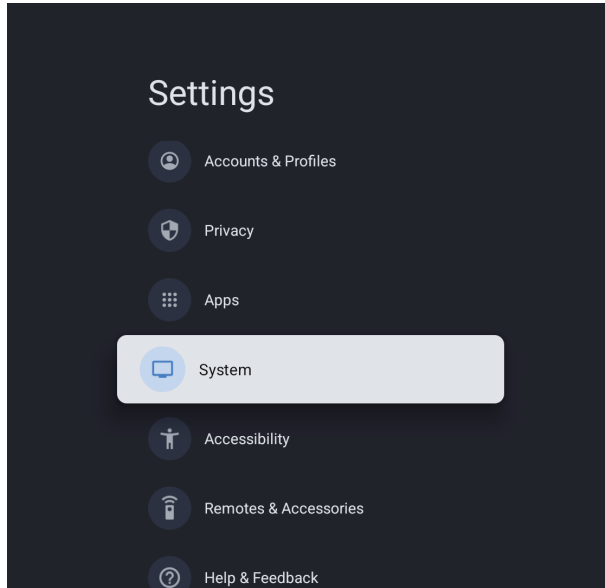 Settings
Accounts & Profiles
Privacy
Apps
System
Accessibility
Remotes & Accessories
Help & Feedback